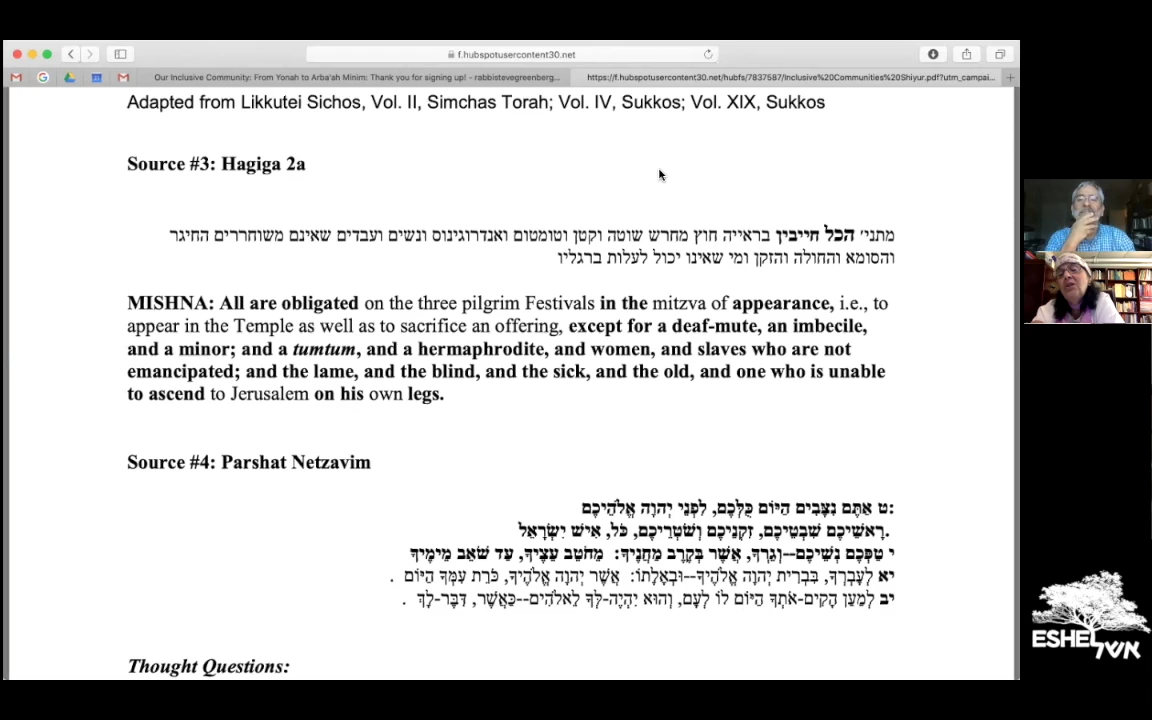 f.hubspotusercontent30.net
Our Inclusive Community: From Yonah to Arba'ah Minim: Thank you for signing up! - rabbistevegreenberg...
https://f.hubspotusercontent30.net/hubfs/7837587/Inclusive%20Communities%20Shiyur.pdf?utm_campai...
Adapted from Likkutei Sichos, Vol. II, Simchas Torah; Vol. IV, Sukkos; Vol. XIX, Sukkos
Source #3: Hagiga 2a
מתני׳ הכל חייבין בראייה חוץ מחרש שוטה וקטן וטומטום ואנדרוגינוס ונשים ועבדים שאינם משוחררים החיגר
והסומא והחולה והזקן ומי שאינו יכול לעלות ברגליו
MISHNA: All are obligated on the three pilgrim Festivals in the mitzva of appearance, i.e., to
appear in the Temple as well as to sacrifice an offering, except for a deaf-mute, an imbecile,
and a minor; and a tumtum, and a hermaphrodite, and women, and slaves who are not
emancipated; and the lame, and the blind, and the sick, and the old, and one who is unable
to ascend to Jerusalem on his own legs.
Source #4: Parshat Netzavim
ט אַתֶּם נִצָּבִים הַיּוֹם כֻּלְּכֶם, לִפְנֵי יְהוָה אֱלֹהֵיכֶם:
רָאשֵׁיכֶם שִׁבְטֵיכֶם, זִקְנֵיכֶם וְשֹׁטְרֵיכֶם, כֹּל, אִישׁ יִשְׂרָאֵל.
י טַפְּכֶם נְשֵׁיכֶם--וְגֵרְךָ, אֲשֶׁר בְּקֶרֶב מַחֲנֶיךָ: מֵחֹטֵב עֵצֶיךָ, עַד שֹׁאֵב מֵימֶיךָ
יא לְעָבְרְךָ, בִּבְרִית יְהוָה אֱלֹהֶיךָ--וּבְאָלָתוֹ: אֲשֶׁר יְהוָה אֱלֹהֶיךָ, כֹּרֵת עִמְּךָ הַיּוֹם .
יב לְמַעַן הָקִים-אֹתְךָ הַיּוֹם לוֹ לְעָם, וְהוּא יִהְיֶה-לְּךָ לֵאלֹהִים--כַּאֲשֶׁר, דִּבֶּר-לָךְ .
Thought Questions:
ESHEL אשל